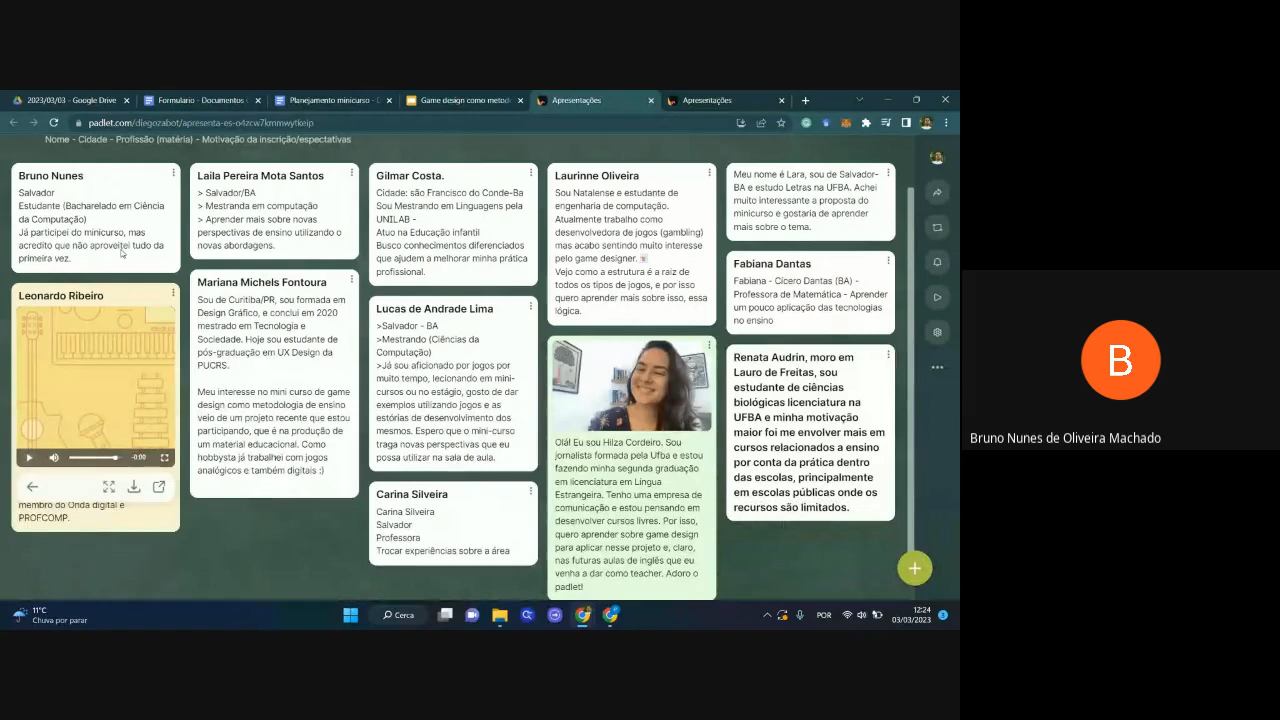 2023/03/03 - Google Drive
Formulario - Documentos
Planejamento minicurso - D
Game design como metod
Apresentações
Apresentações
padlet.com/diegozabot/apresenta-es-o4zcw7kmmwytkeip
Nome - Cidade - Profissão (matéria) - Motivação da inscrição/espectativas
Bruno Nunes
Salvador
Estudante (Bacharelado em Ciência
da Computação)
Já participei do minicurso, mas
acredito que não aproveitei tudo da
primeira vez.
Leonardo Ribeiro
-0:00
membro do Onda digital e
PROFCOMP.
Laila Pereira Mota Santos
> Salvador/BA
> Mestranda em computação
> Aprender mais sobre novas
perspectivas de ensino utilizando o
novas abordagens.
Mariana Michels Fontoura
Sou de Curitiba/PR, sou formada em
Design Gráfico, e conclui em 2020
mestrado em Tecnologia e
Sociedade. Hoje sou estudante de
pós-graduação em UX Design da
PUCRS.
Meu interesse no mini curso de game
design como metodologia de ensino
veio de um projeto recente que estou
participando, que é na produção de
um material educacional. Como
hobbysta já trabalhei com jogos
analógicos e também digitais :)
Gilmar Costa.
Cidade: são Francisco do Conde-Ba
Sou Mestrando em Linguagens pela
UNILAB -
Atuo na Educação infantil
Busco conhecimentos diferenciados
que ajudem a melhorar minha prática
profissional.
Lucas de Andrade Lima
>Salvador - BA
>Mestrando (Ciências da
Computação)
>Já sou aficionado por jogos por
muito tempo, lecionando em mini-
cursos ou no estágio, gosto de dar
exemplos utilizando jogos e as
estórias de desenvolvimento dos
mesmos. Espero que o mini-curso
traga novas perspectivas que eu
possa utilizar na sala de aula.
Carina Silveira
Carina Silveira
Salvador
Professora
Trocar experiências sobre a área
Laurinne Oliveira
Sou Natalense e estudante de
engenharia de computação.
Atualmente trabalho como
desenvolvedora de jogos (gambling)
mas acabo sentindo muito interesse
pelo game designer.
Vejo como a estrutura é a raiz de
todos os tipos de jogos, e por isso
quero aprender mais sobre isso, essa
lógica.
Olá! Eu sou Hilza Cordeiro. Sou
jornalista formada pela Ufba e estou
fazendo minha segunda graduação
em licenciatura em Língua
Estrangeira. Tenho uma empresa de
comunicação e estou pensando em
desenvolver cursos livres. Por isso,
quero aprender sobre game design
para aplicar nesse projeto e, claro,
nas futuras aulas de inglês que eu
venha a dar como teacher. Adoro o
padlet!
Meu nome é Lara, sou de Salvador-
BA e estudo Letras na UFBA. Achei
muito interessante a proposta do
minicurso e gostaria de aprender
mais sobre o tema.
Fabiana Dantas
Fabiana - Cícero Dantas (BA) -
Professora de Matemática - Aprender
um pouco aplicação das tecnologias
no ensino
Renata Audrin, moro em
Lauro de Freitas, sou
estudante de ciências
biológicas licenciatura na
UFBA e minha motivação
maior foi me envolver mais em
cursos relacionados a ensino
por conta da prática dentro
das escolas, principalmente
em escolas públicas onde os
recursos são limitados.
B
Bruno Nunes de Oliveira Machado
11°C
Chuva por parar
Cerca
POR
12:24
03/03/2023